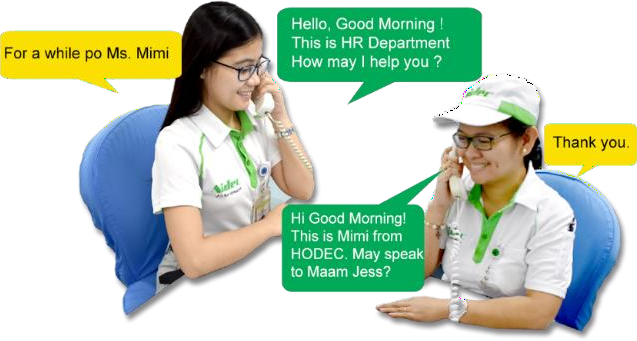 Hello, Good Morning !
This is HR Department
How may I help you ?
Hi Good Morning!
This is Mimi from
HODEC. May speak
to Maam Jess?
For a while po Ms. Mimi
Thank you.